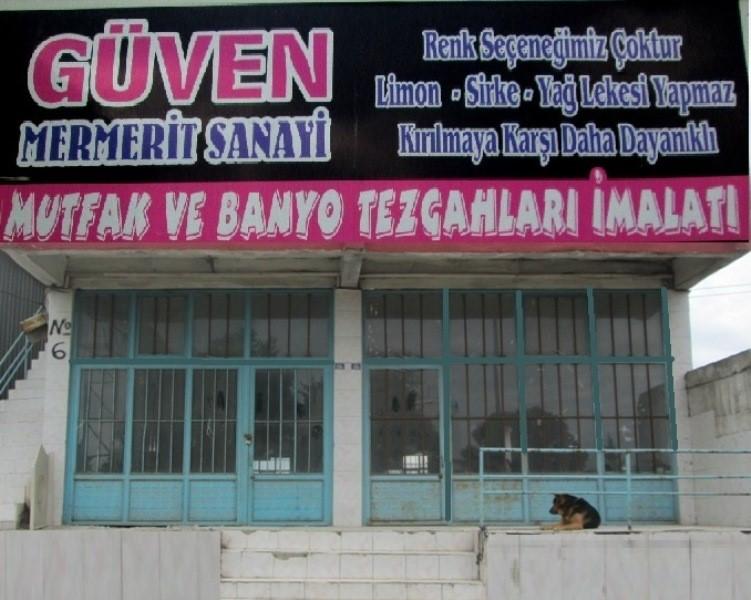 GÜVEN
MERMERİT SANAYİ
Renk Seçeneğimiz Çoktur
Limon - Sirke - Yağ Lekesi Yapmaz
Kırılmaya Karşı Daha Dayanıklı
MUTFAK VE BANYO TEZGAHLARI İMALATI
No
6